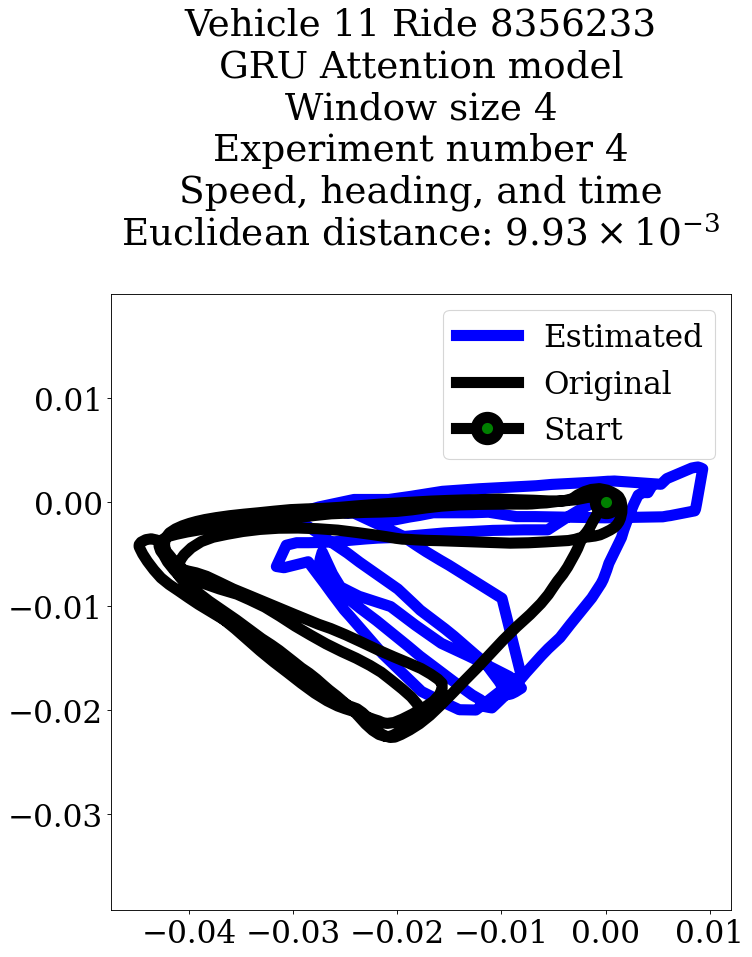 Vehicle 11 Ride 8356233
GRU Attention model
Window size 4
Experiment number 4
Speed, heading, and time
Euclidean distance: 9.93 × 10⁻³
Estimated
Original
Start
0.01
0.00
−0.01
−0.02
−0.03
−0.04 −0.03 −0.02 −0.01 0.00 0.01